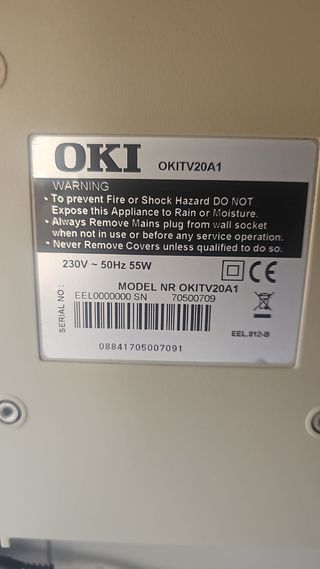 OKI OKITV20A1
WARNING
• To prevent Fire or Shock Hazard DO NOT
Expose this Appliance to Rain or Moisture.
• Always Remove Mains plug from wall socket
when not in use or before any service operation.
• Never Remove Covers unless qualified to do so.
230V ~ 50Hz 55W
CE
MODEL NR OKITV20A1
SERIAL NO :
EEL0000000 SN 70500709
EEL.812-B
08841705007091